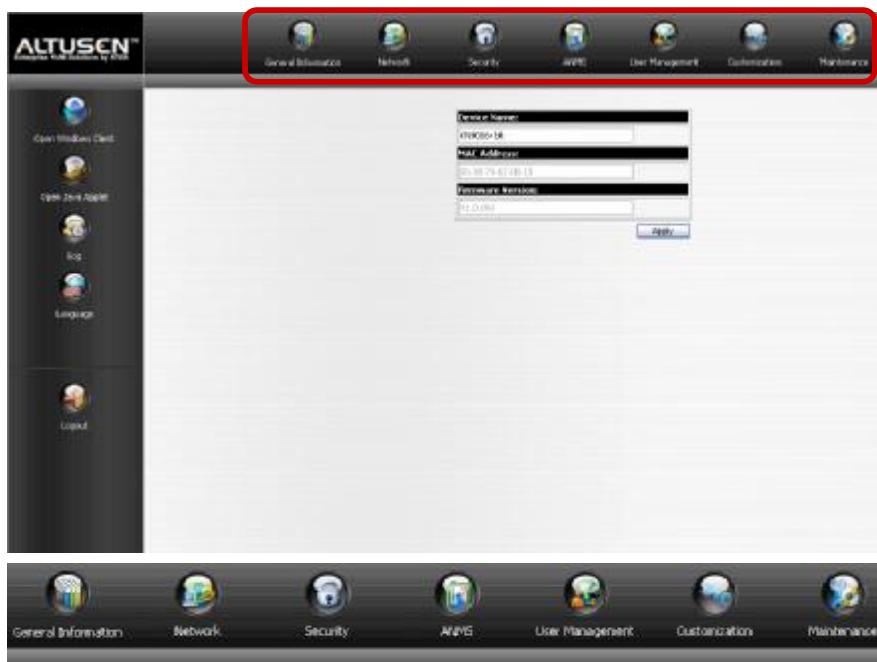 ALTUSEN™
General Information Network Security ANMS User Management Customization Maintenance
Open Windows Client
Open Java Applet
Log
Language
Logout
Device Name:
MAC Address:
Firmware Version:
Apply
General Information Network Security ANMS User Management Customization Maintenance